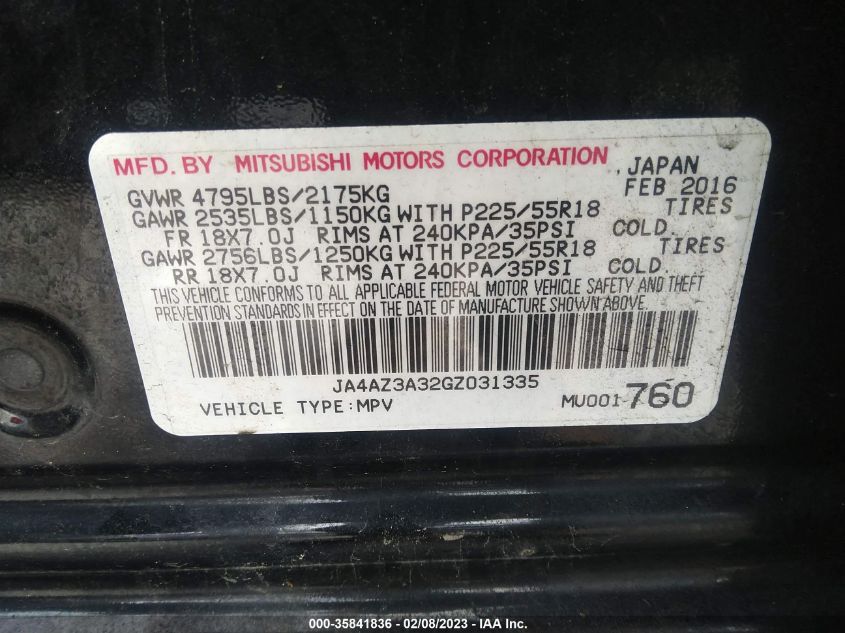 MFD. BY MITSUBISHI MOTORS CORPORATION JAPAN
GVWR 4795LBS/2175KG FEB 2016
GAWR 2535LBS/1150KG WITH P225/55R18 TIRES
FR 18X7.0J RIMS AT 240KPA/35PSI COLD.
GAWR 2756LBS/1250KG WITH P225/55R18 TIRES
RR 18X7.0J RIMS AT 240KPA/35PSI COLD.
THIS VEHICLE CONFORMS TO ALL APPLICABLE FEDERAL MOTOR VEHICLE SAFETY AND THEFT
PREVENTION STANDARDS IN EFFECT ON THE DATE OF MANUFACTURE SHOWN ABOVE.
JA4AZ3A32GZ031335
VEHICLE TYPE:MPV MU001-760
000-35841836 - 02/08/2023 - IAA Inc.